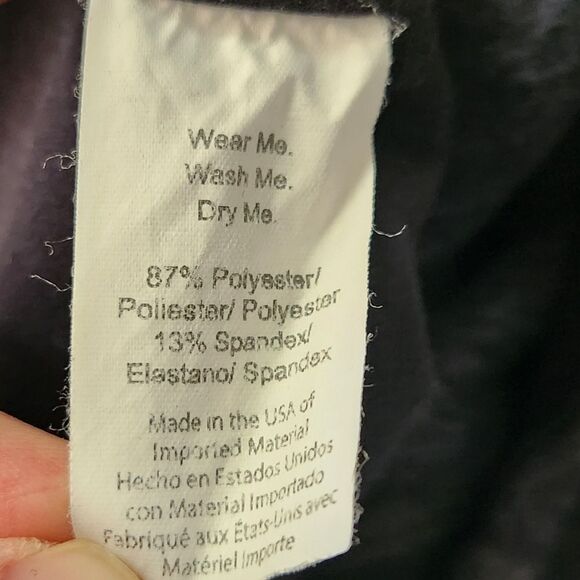 Wear Me.
Wash Me.
Dry Me.
87% Polyester/
Poliester/ Polyester
13% Spandex/
Elastano/ Spandex
Made in the USA of
Imported Material
Hecho en Estados Unidos
con Material Importado
Fabriqué aux États-Unis avec
Matériel Importe